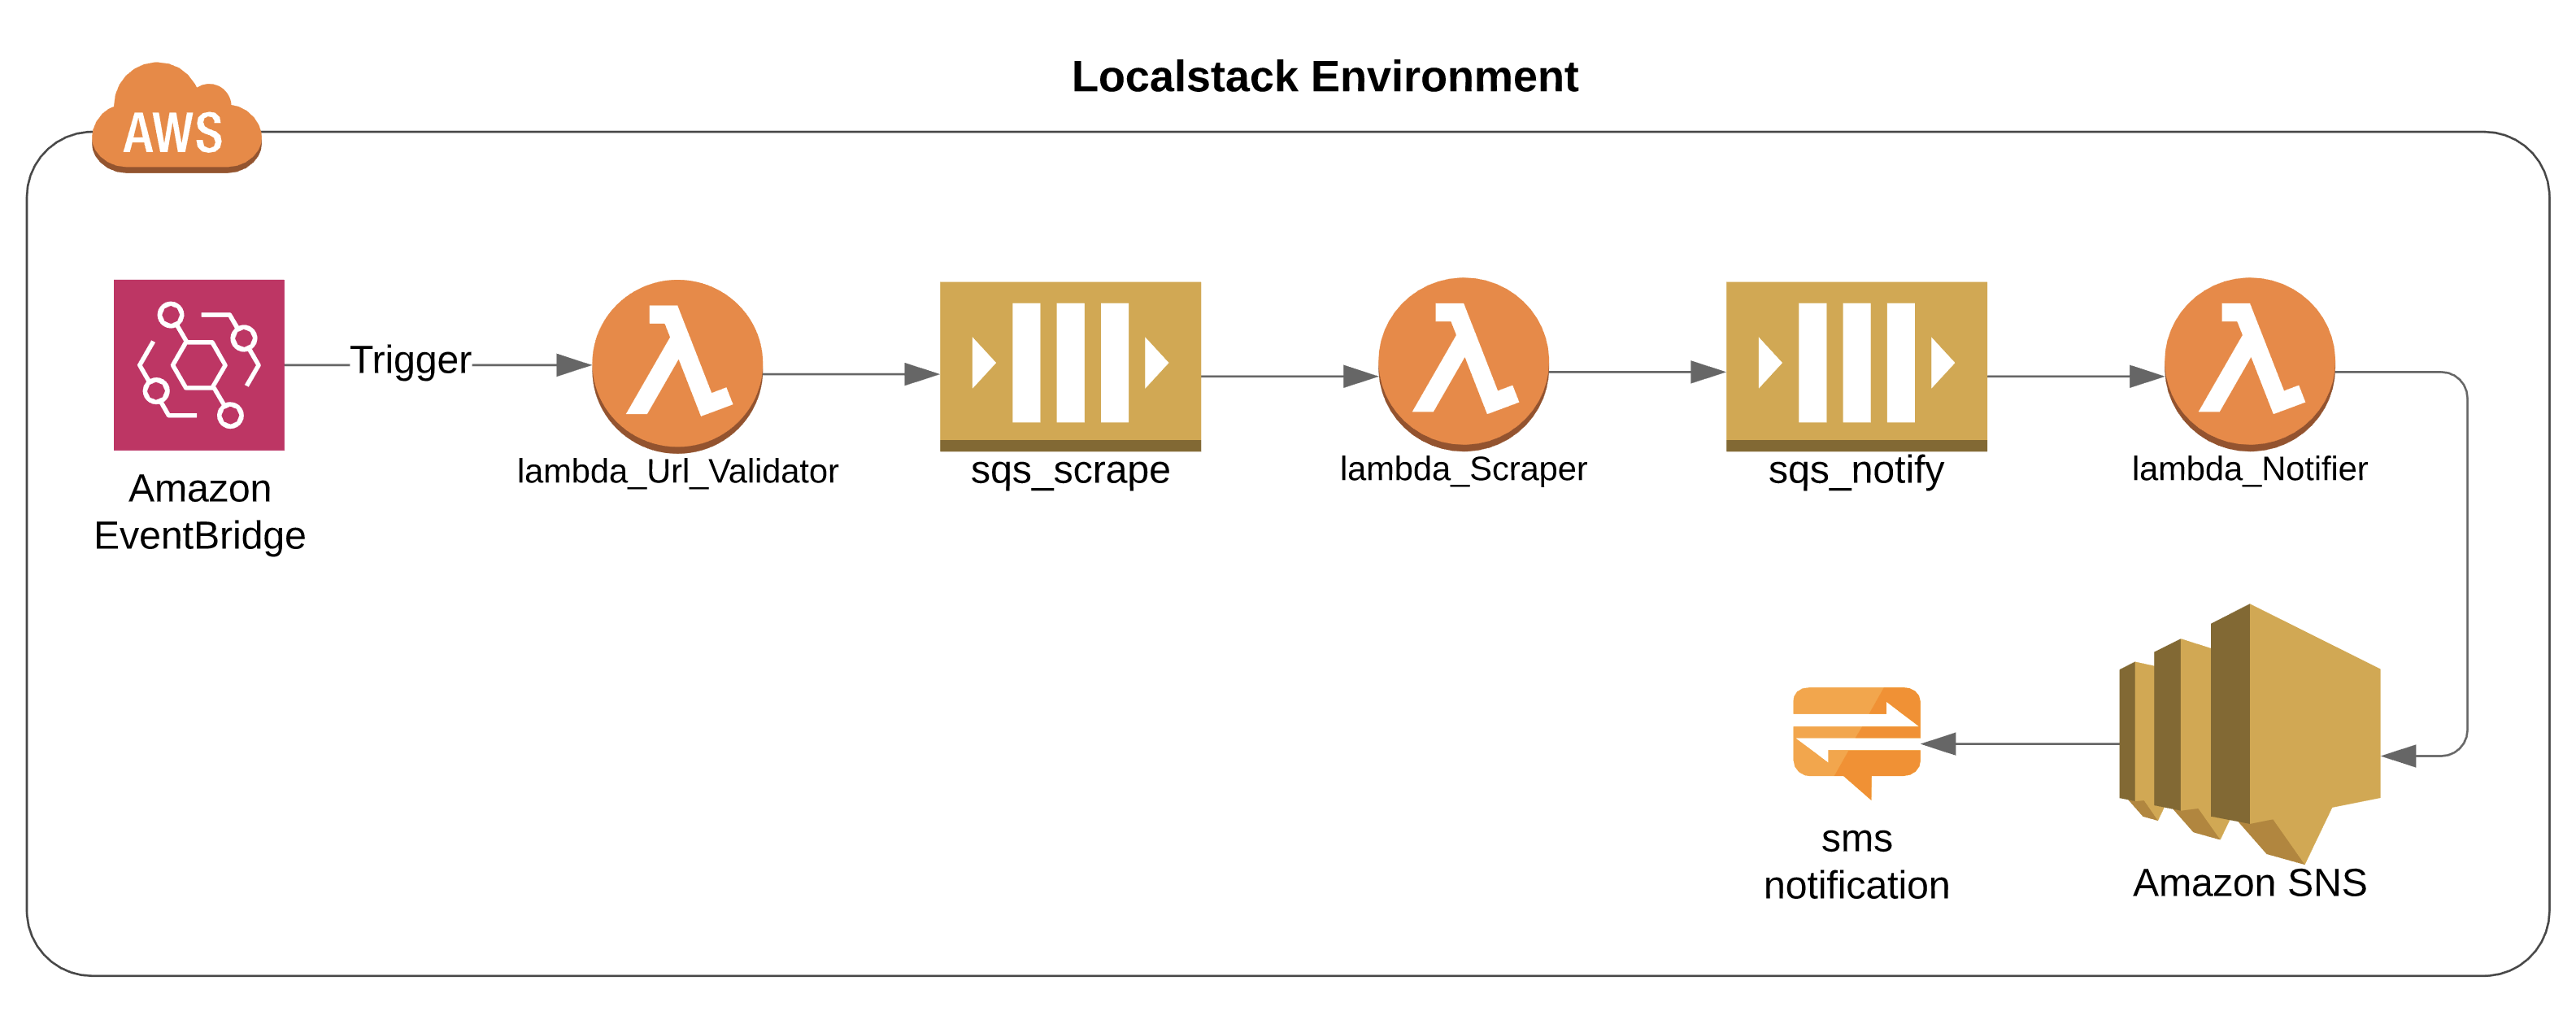 Localstack Environment
AWS
Trigger
Amazon
EventBridge
lambda_Url_Validator
sqs_scrape
lambda_Scraper
sqs_notify
lambda_Notifier
sms
notification
Amazon SNS